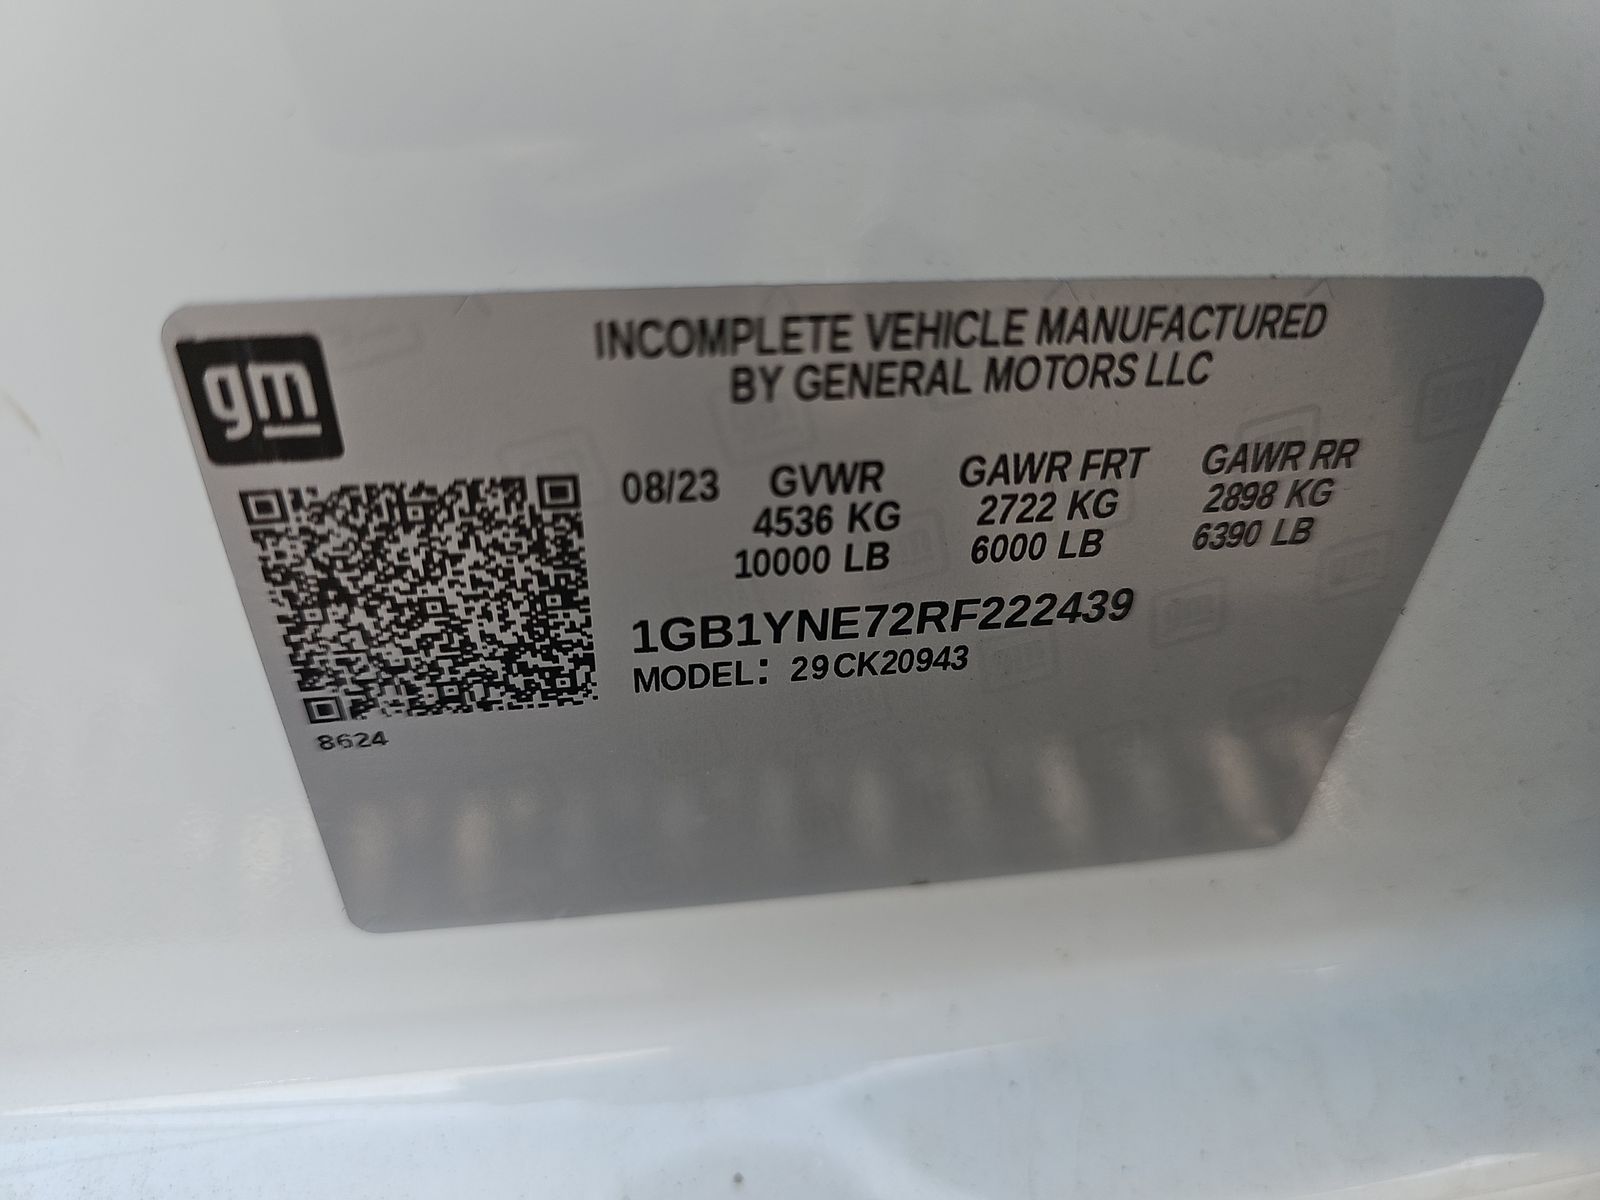 gm
INCOMPLETE VEHICLE MANUFACTURED
BY GENERAL MOTORS LLC
08/23 GVWR GAWR FRT GAWR RR
4536 KG 2722 KG 2898 KG
10000 LB 6000 LB 6390 LB
1GB1YNE72RF222439
MODEL: 29CK20943
8624